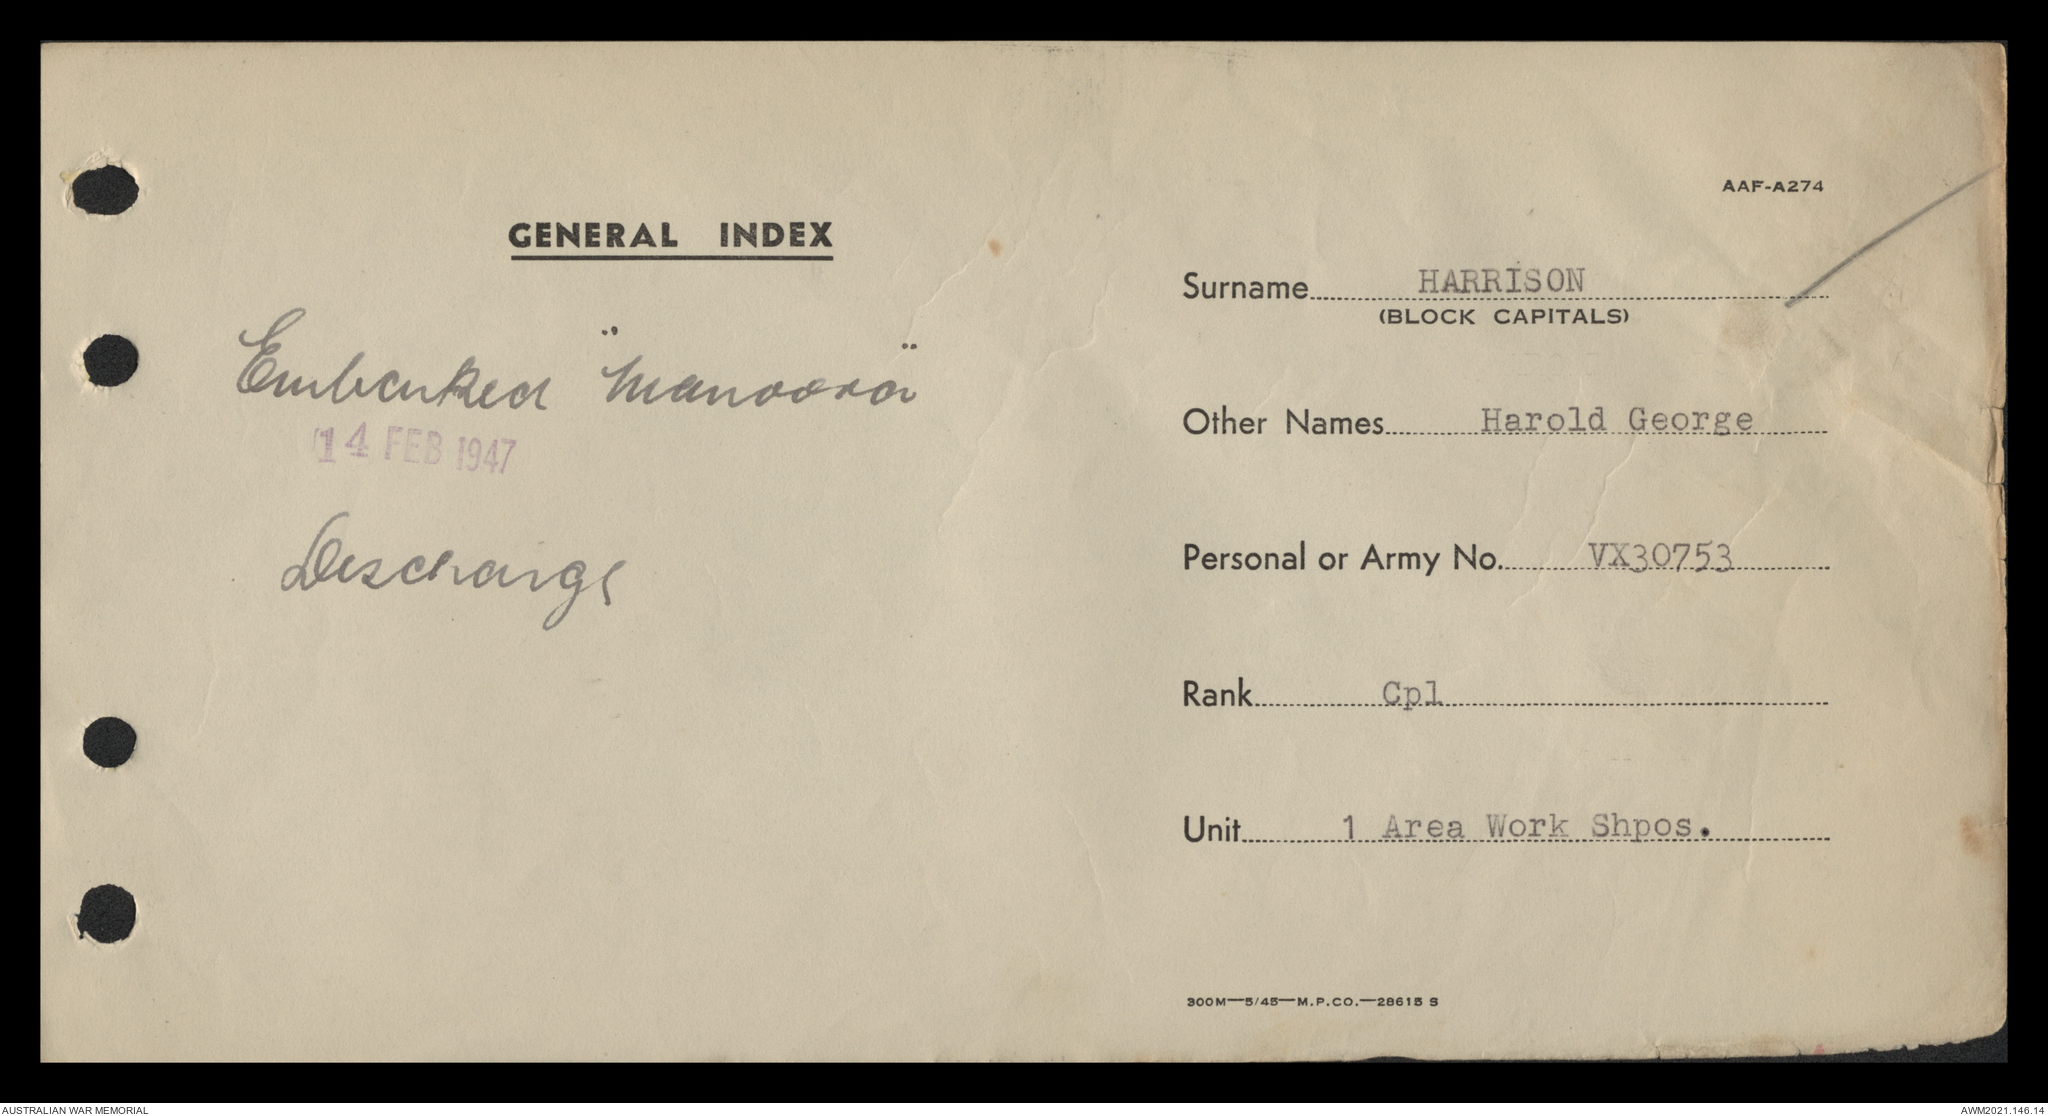 GENERAL INDEX
Embarked "Manoora"
14 FEB 1947
Discharge
AAF-A274
Surname HARRISON
(BLOCK CAPITALS)
Other Names Harold George
Personal or Army No. VX30753
Rank Cpl
Unit 1 Area Work Shpos.
300M—5/45—M.P.CO.—28615 S
AUSTRALIAN WAR MEMORIAL
AWM2021.146.14